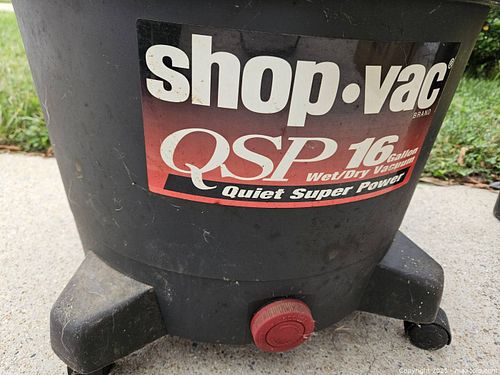 shop·vac®
BRAND
QSP 16 Gallon
Wet/Dry Vacuum
Quiet Super Power